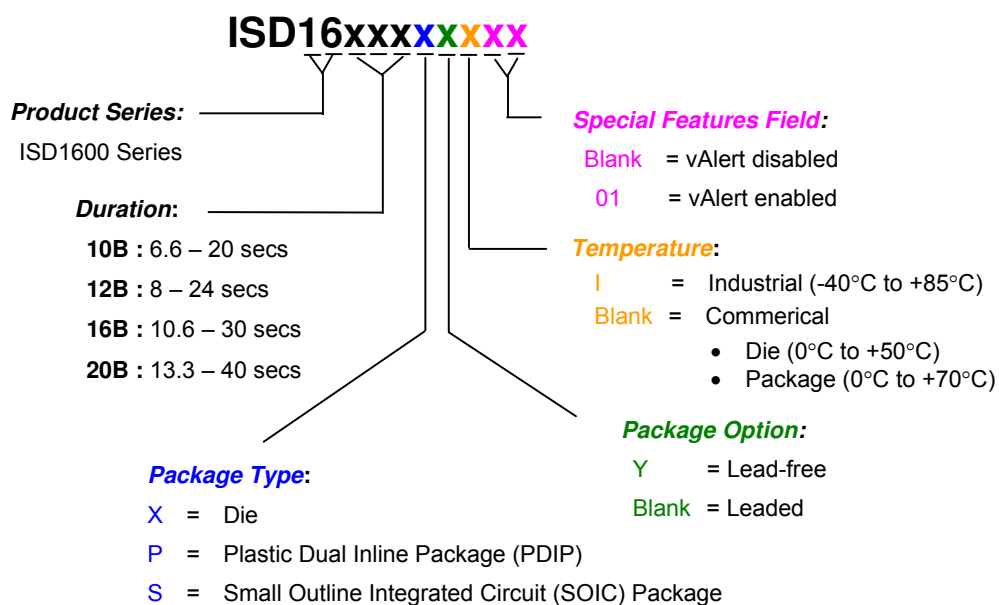 ISD16xxxxxxxx
Product Series:
ISD1600 Series
Duration:
10B : 6.6 – 20 secs
12B : 8 – 24 secs
16B : 10.6 – 30 secs
20B : 13.3 – 40 secs
Special Features Field:
Blank = vAlert disabled
01 = vAlert enabled
Temperature:
I = Industrial (-40°C to +85°C)
Blank = Commerical
• Die (0°C to +50°C)
• Package (0°C to +70°C)
Package Option:
Y = Lead-free
Blank = Leaded
Package Type:
X = Die
P = Plastic Dual Inline Package (PDIP)
S = Small Outline Integrated Circuit (SOIC) Package